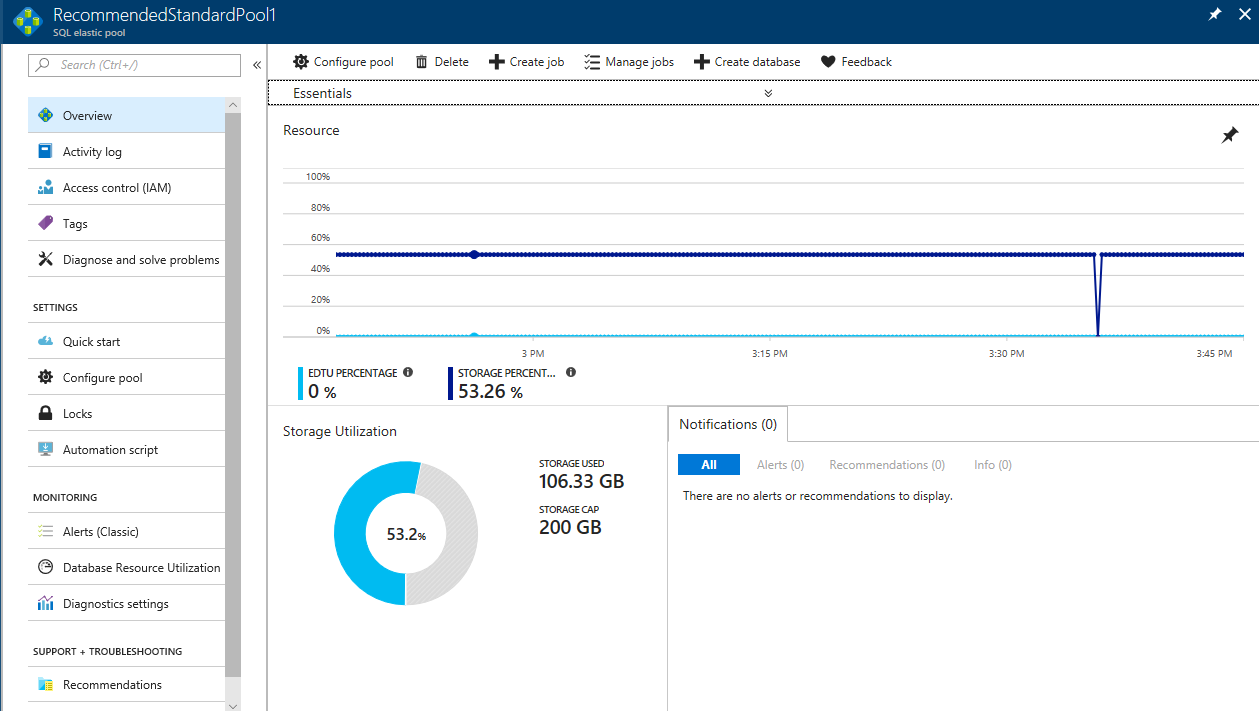 RecommendedStandardPool1
SQL elastic pool
Search (Ctrl+/)
«
Overview
Activity log
Access control (IAM)
Tags
Diagnose and solve problems
SETTINGS
Quick start
Configure pool
Locks
Automation script
MONITORING
Alerts (Classic)
Database Resource Utilization
Diagnostics settings
SUPPORT + TROUBLESHOOTING
Recommendations
Configure pool Delete Create job Manage jobs Create database Feedback
Essentials
Resource
100%
80%
60%
40%
20%
0%
3 PM 3:15 PM 3:30 PM 3:45 PM
EDTU PERCENTAGE
0 %
STORAGE PERCENT...
53.26 %
Storage Utilization
53.2%
STORAGE USED
106.33 GB
STORAGE CAP
200 GB
Notifications (0)
All Alerts (0) Recommendations (0) Info (0)
There are no alerts or recommendations to display.